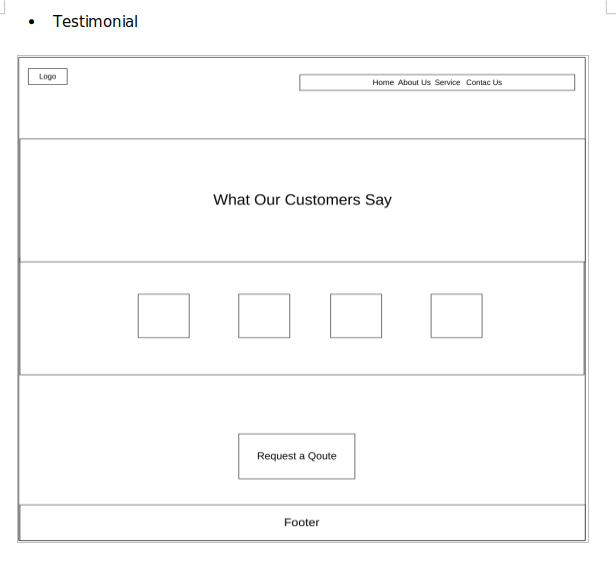 Testimonial
Logo
Home About Us Service Contac Us
What Our Customers Say
Request a Qoute
Footer